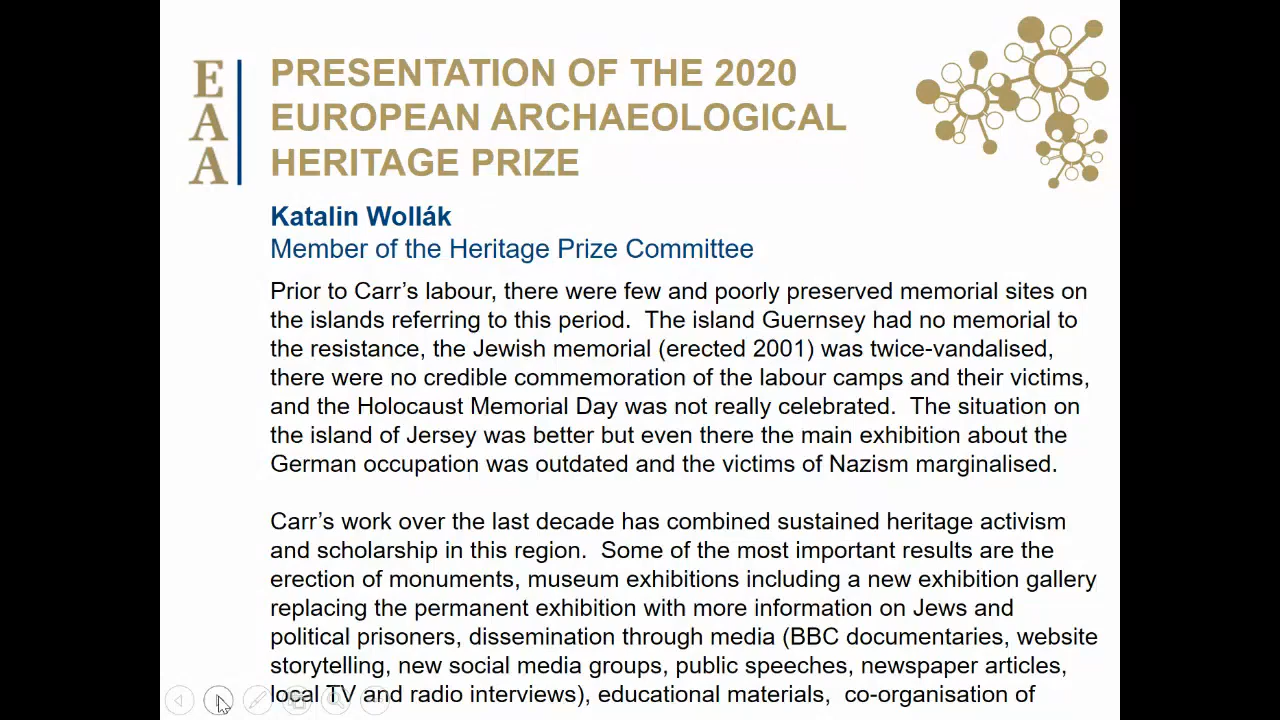 E
A
A
PRESENTATION OF THE 2020
EUROPEAN ARCHAEOLOGICAL
HERITAGE PRIZE
Katalin Wollák
Member of the Heritage Prize Committee
Prior to Carr’s labour, there were few and poorly preserved memorial sites on
the islands referring to this period.  The island Guernsey had no memorial to
the resistance, the Jewish memorial (erected 2001) was twice-vandalised,
there were no credible commemoration of the labour camps and their victims,
and the Holocaust Memorial Day was not really celebrated.  The situation on
the island of Jersey was better but even there the main exhibition about the
German occupation was outdated and the victims of Nazism marginalised.
Carr’s work over the last decade has combined sustained heritage activism
and scholarship in this region.  Some of the most important results are the
erection of monuments, museum exhibitions including a new exhibition gallery
replacing the permanent exhibition with more information on Jews and
political prisoners, dissemination through media (BBC documentaries, website
storytelling, new social media groups, public speeches, newspaper articles,
local TV and radio interviews), educational materials,  co-organisation of